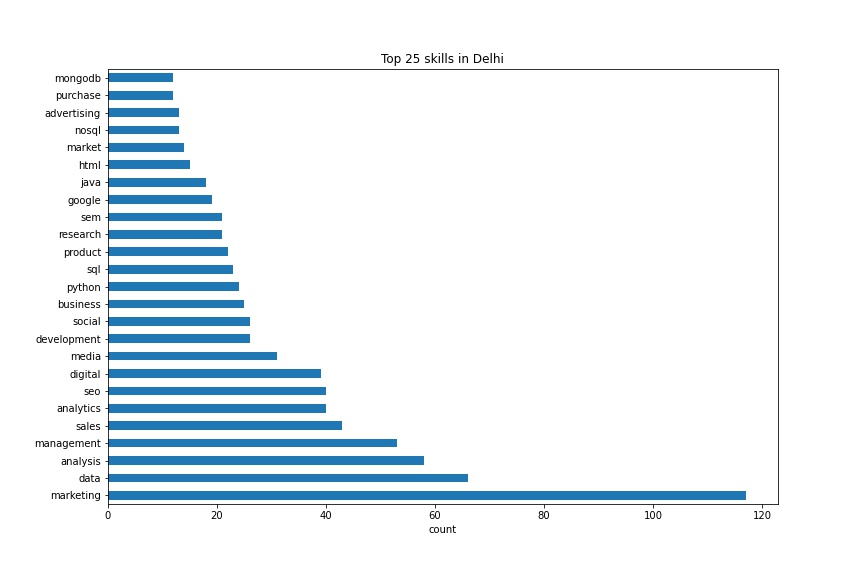 Top 25 skills in Delhi
mongodb
purchase
advertising
nosql
market
html
java
google
sem
research
product
sql
python
business
social
development
media
digital
seo
analytics
sales
management
analysis
data
marketing
0 20 40 60 80 100 120
count